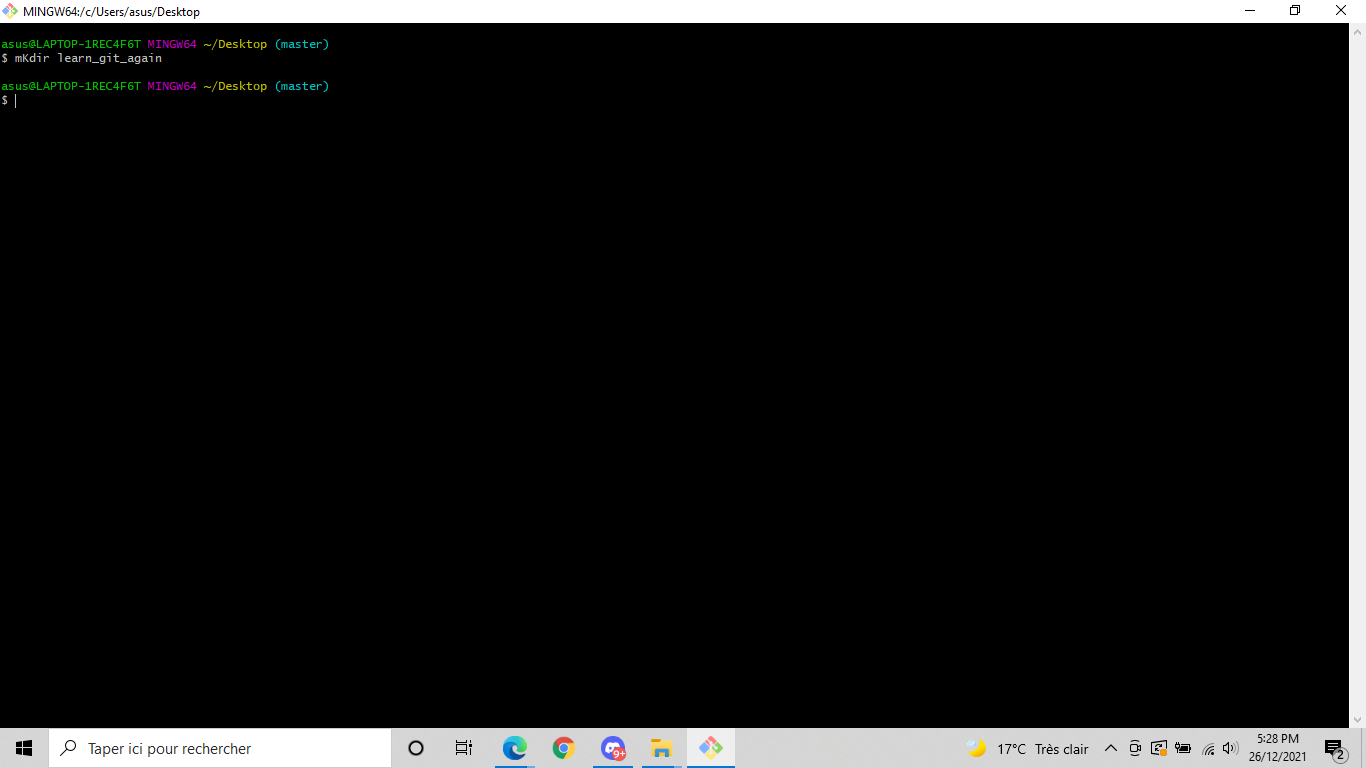 MINGW64:/c/Users/asus/Desktop
asus@LAPTOP-1REC4F6T MINGW64 ~/Desktop (master)
$ mKdir learn_git_again
asus@LAPTOP-1REC4F6T MINGW64 ~/Desktop (master)
$
Taper ici pour rechercher
9+
17°C Très clair
5:28 PM
26/12/2021
2